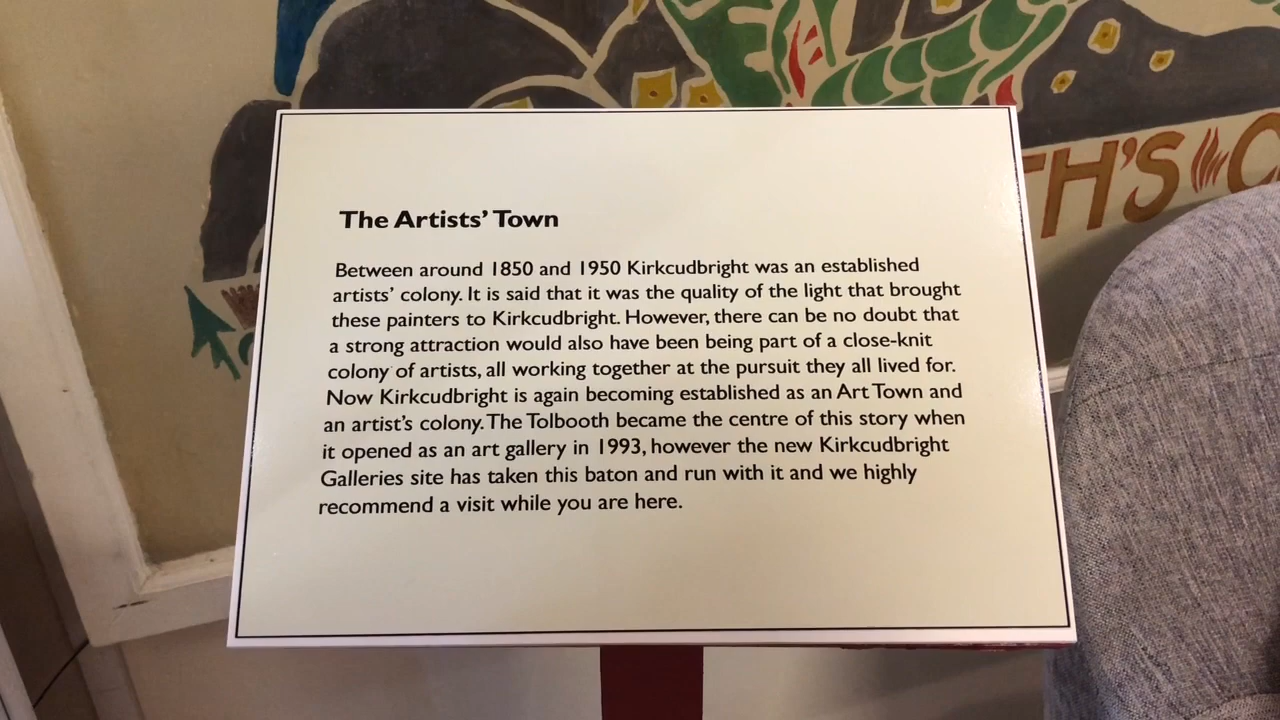 TH'S C
The Artists' Town
Between around 1850 and 1950 Kirkcudbright was an established
artists' colony. It is said that it was the quality of the light that brought
these painters to Kirkcudbright. However, there can be no doubt that
a strong attraction would also have been being part of a close-knit
colony of artists, all working together at the pursuit they all lived for.
Now Kirkcudbright is again becoming established as an Art Town and
an artist's colony. The Tolbooth became the centre of this story when
it opened as an art gallery in 1993, however the new Kirkcudbright
Galleries site has taken this baton and run with it and we highly
recommend a visit while you are here.